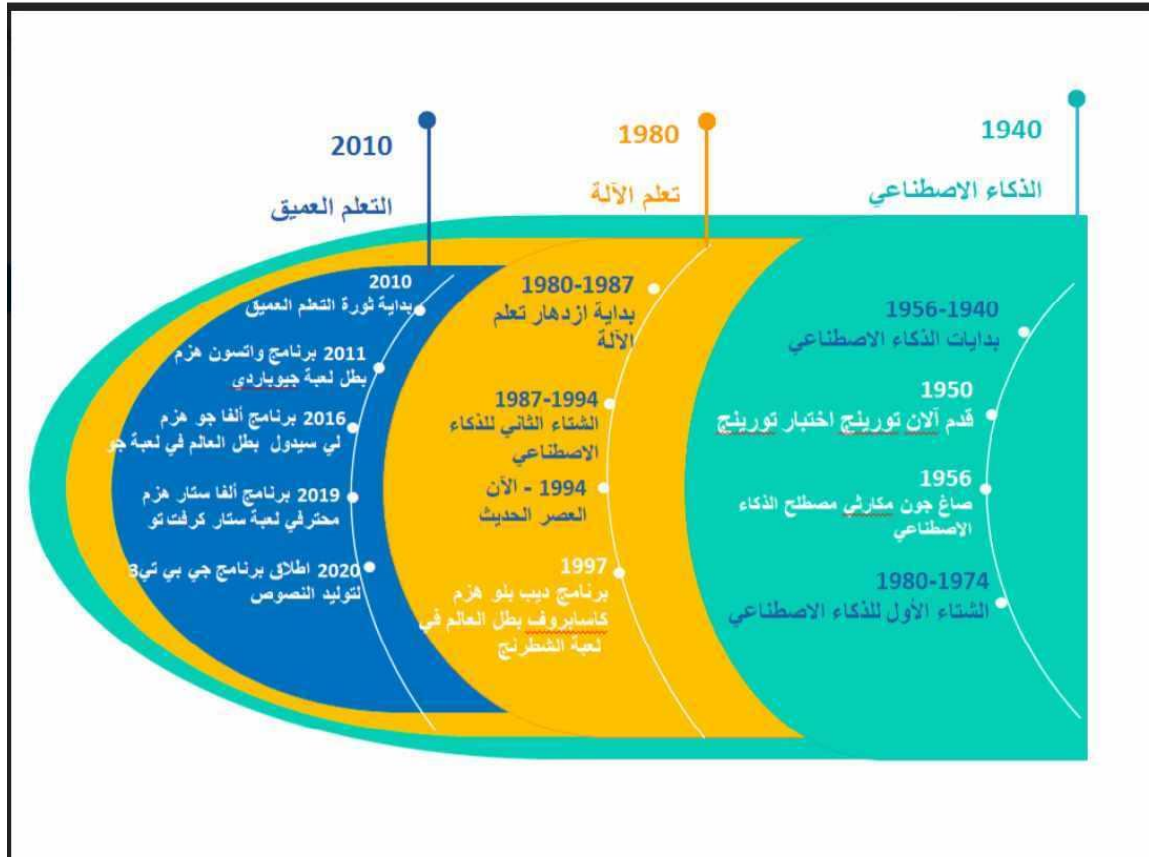 1940
الذكاء الاصطناعي
1956-1940
بدايات الذكاء الاصطناعي
1950
قدم آلان تورينج اختبار تورينج
1956
صاغ جون مكارثي مصطلح الذكاء
الاصطناعي
1980-1974
الشتاء الأول للذكاء الاصطناعي
1980
تعلم الآلة
1980-1987
بداية ازدهار تعلم
الآلة
1987-1994
الشتاء الثاني للذكاء
الاصطناعي
1994 - الآن
العصر الحديث
1997
برنامج ديب بلو هزم
كاسابروف بطل العالم في
لعبة الشطرنج
2010
التعلم العميق
2010
بداية ثورة التعلم العميق
2011 برنامج واتسون هزم
بطل لعبة جيوباردي
2016 برنامج ألفا جو هزم
لي سيدول بطل العالم في لعبة جو
2019 برنامج ألفا ستار هزم
محترفي لعبة ستار كرفت تو
2020 اطلاق برنامج جي بي تي3
لتوليد النصوص